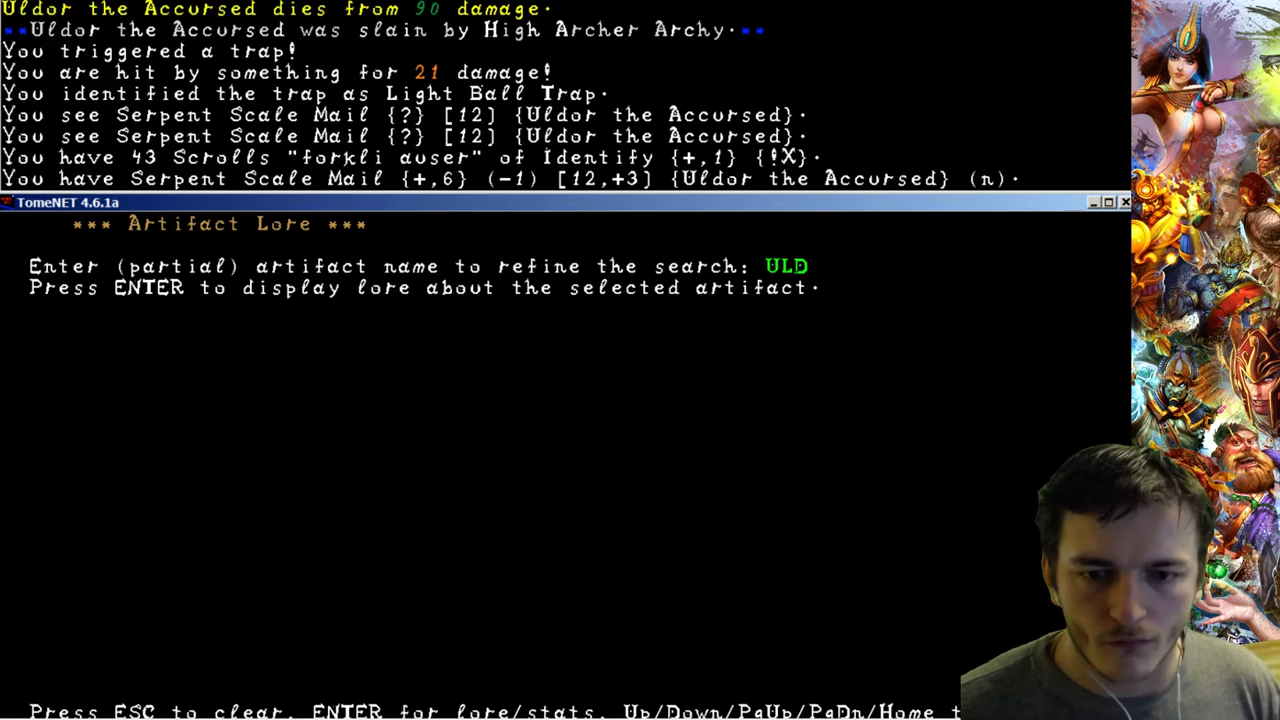 Uldor the Accursed dies from 90 damage.
**Uldor the Accursed was slain by High Archer Archy.**
You triggered a trap!
You are hit by something for 21 damage!
You identified the trap as Light Ball Trap.
You see Serpent Scale Mail {?} [12] {Uldor the Accursed}.
You see Serpent Scale Mail {?} [12] {Uldor the Accursed}.
You have 43 Scrolls "forkli auser" of Identify {+,1} {!X}.
You have Serpent Scale Mail {+,6} (-1) [12,+3] {Uldor the Accursed} (n).
TomeNET 4.6.1a
*** Artifact Lore ***
Enter (partial) artifact name to refine the search: ULD
Press ENTER to display lore about the selected artifact.
Press ESC to clear, ENTER for lore/stats, Up/Down/PgUp/PgDn/Home t